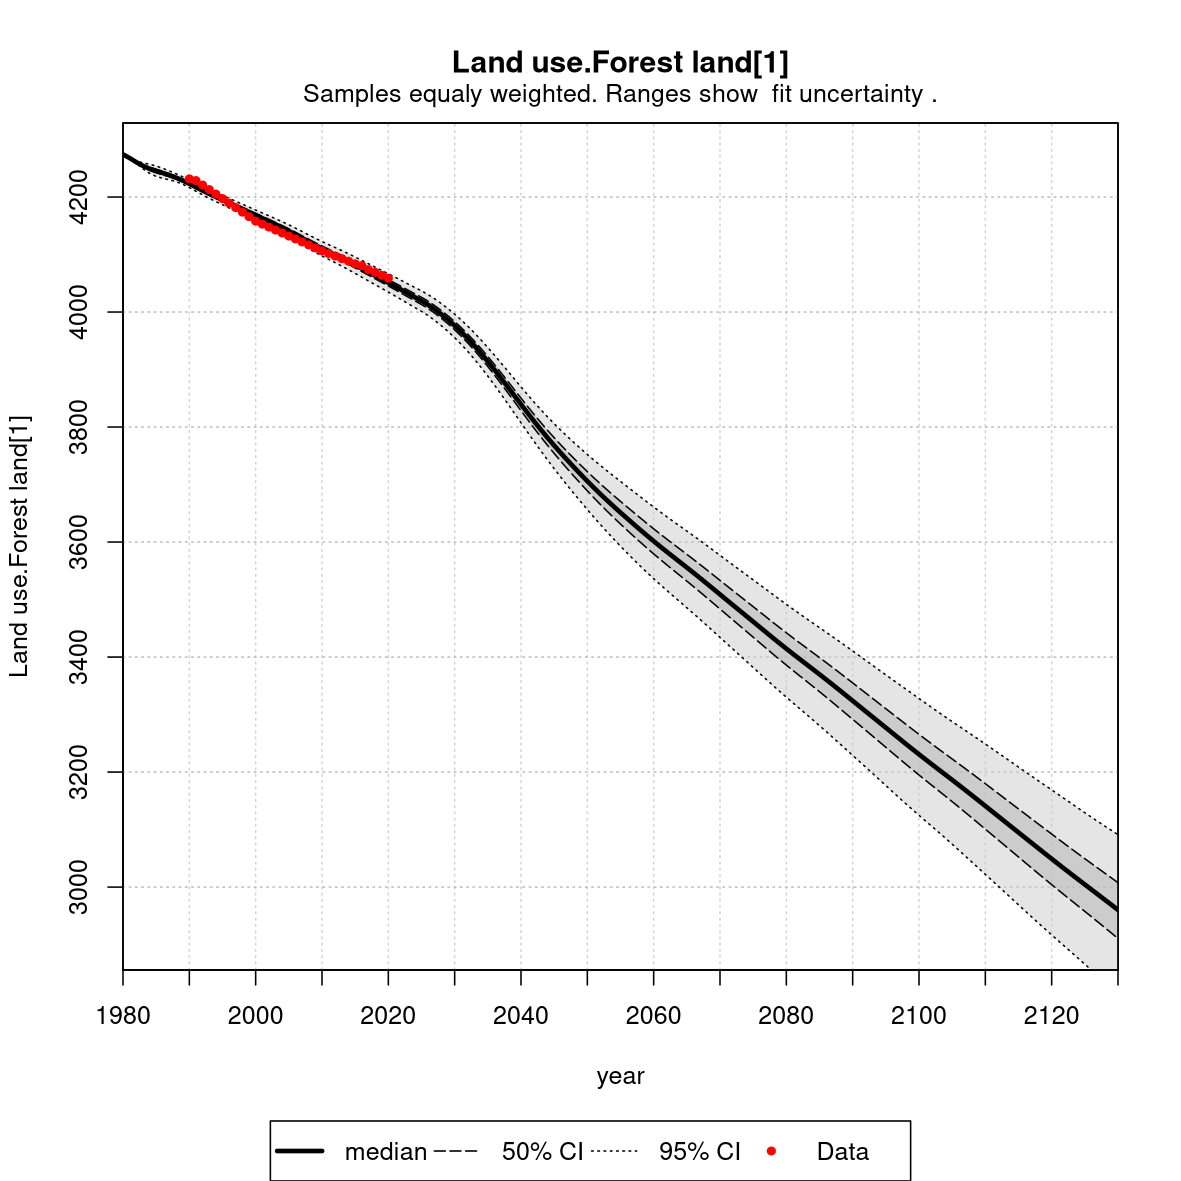 Land use.Forest land[1]
Samples equaly weighted. Ranges show  fit uncertainty .
Land use.Forest land[1]
4200
4000
3800
3600
3400
3200
3000
1980 2000 2020 2040 2060 2080 2100 2120
year
median 50% CI 95% CI Data